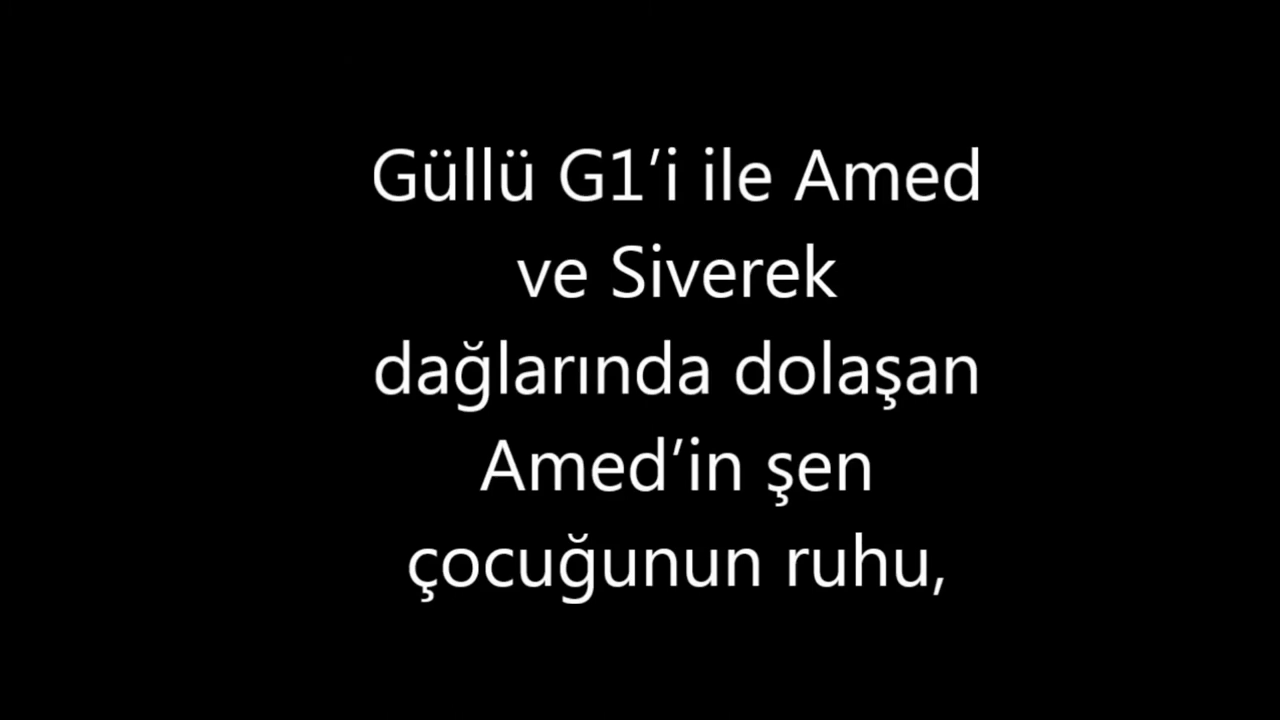 Güllü G1’i ile Amed
ve Siverek
dağlarında dolaşan
Amed’in şen
çocuğunun ruhu,